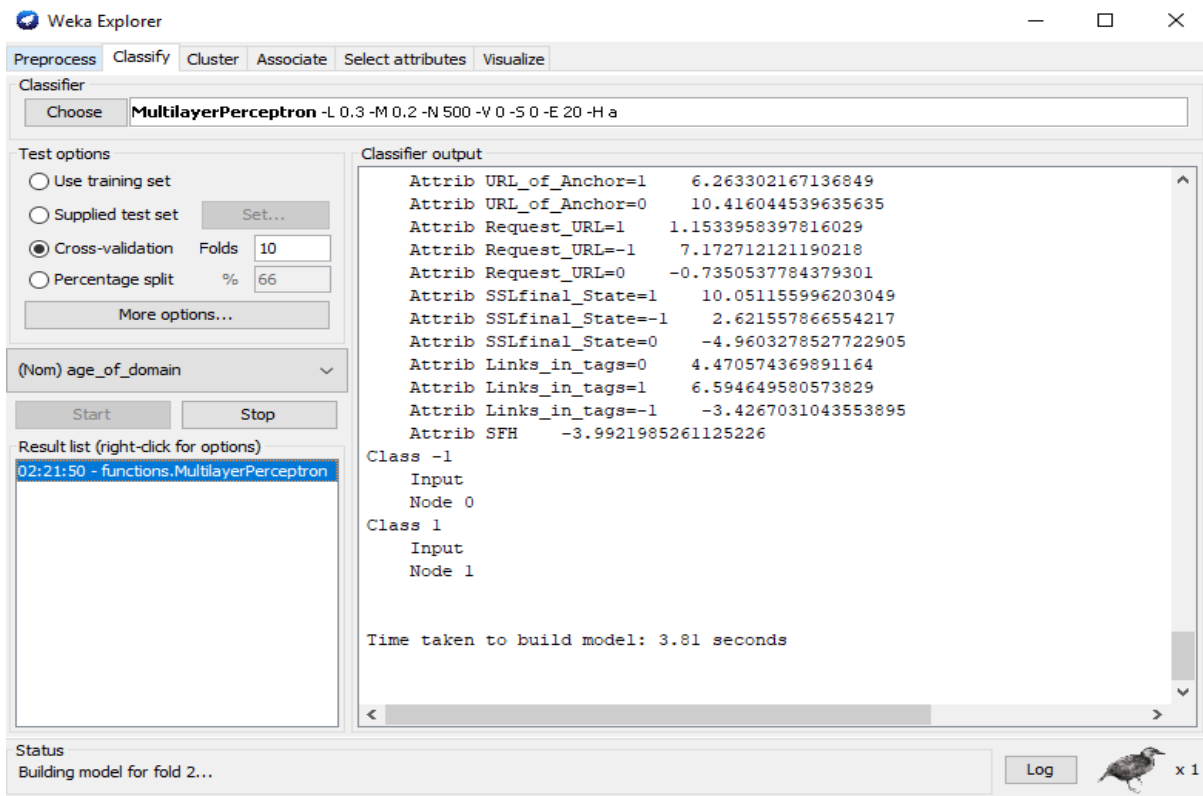 Weka Explorer
Preprocess Classify Cluster Associate Select attributes Visualize
Classifier
Choose MultilayerPerceptron -L 0.3 -M 0.2 -N 500 -V 0 -S 0 -E 20 -H a
Test options
Use training set
Supplied test set Set...
Cross-validation Folds 10
Percentage split % 66
More options...
(Nom) age_of_domain
Start Stop
Result list (right-click for options)
02:21:50 - functions.MultilayerPerceptron
Classifier output
Attrib URL_of_Anchor=1 6.263302167136849
Attrib URL_of_Anchor=0 10.416044539635635
Attrib Request_URL=1 1.1533958397816029
Attrib Request_URL=-1 7.172712121190218
Attrib Request_URL=0 -0.7350537784379301
Attrib SSLfinal_State=1 10.051155996203049
Attrib SSLfinal_State=-1 2.621557866554217
Attrib SSLfinal_State=0 -4.9603278527722905
Attrib Links_in_tags=0 4.470574369891164
Attrib Links_in_tags=1 6.594649580573829
Attrib Links_in_tags=-1 -3.4267031043553895
Attrib SFH -3.9921985261125226
Class -1
Input
Node 0
Class 1
Input
Node 1
Time taken to build model: 3.81 seconds
Status
Building model for fold 2...
Log
x 1